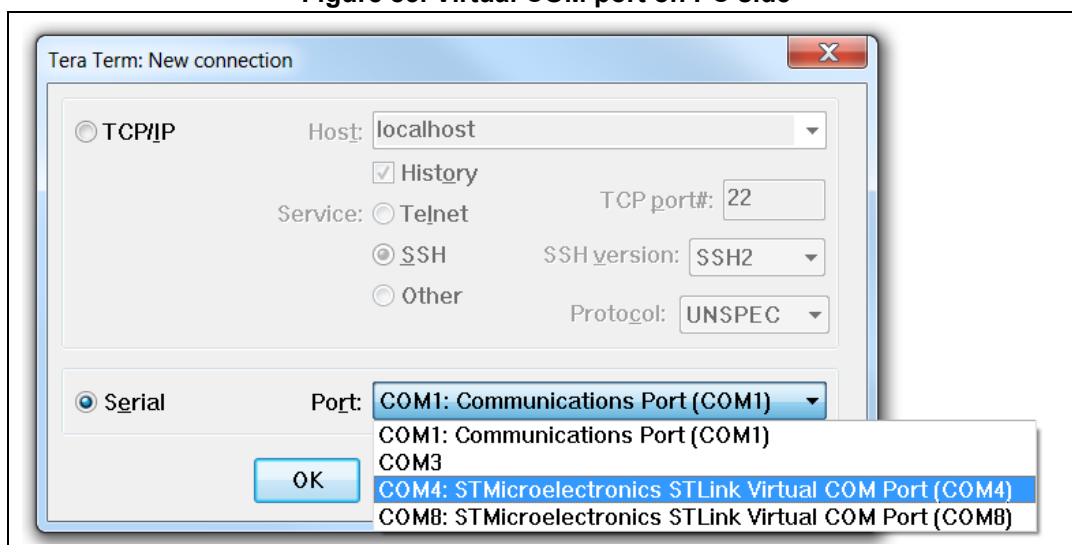 Tera Term: New connection
TCP/IP
Host: localhost
History
Service: Telnet
TCP port#: 22
SSH
SSH version: SSH2
Other
Protocol: UNSPEC
Serial
Port: COM1: Communications Port (COM1)
COM1: Communications Port (COM1)
COM3
OK
COM4: STMicroelectronics STLink Virtual COM Port (COM4)
COM8: STMicroelectronics STLink Virtual COM Port (COM8)